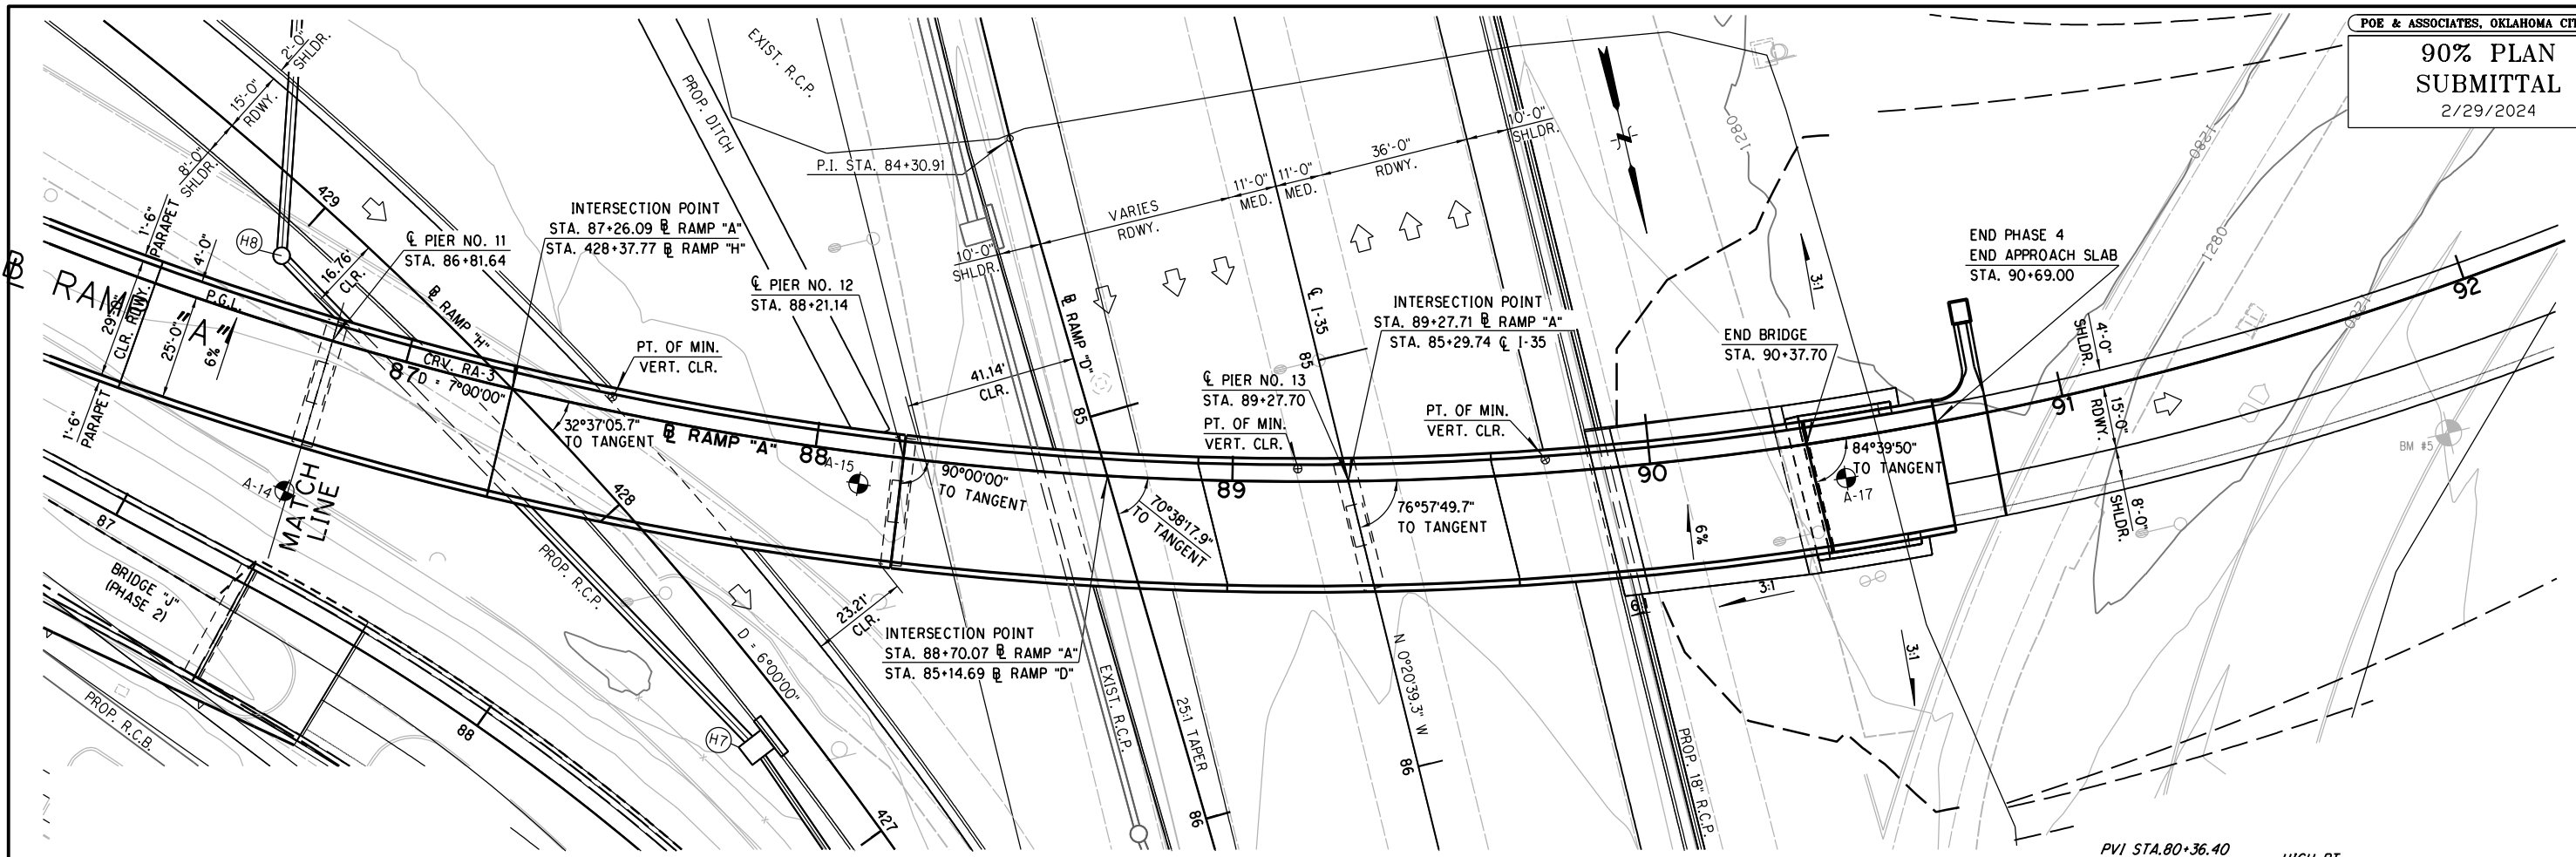 POE & ASSOCIATES, OKLAHOMA
90% PLAN
SUBMITTAL
2/29/2024
2'-0"
SHLDR.
15'-0"
RDWY.
8'-0"
SHLDR.
EXIST. R.C.P.
PROP. DITCH
P.I. STA. 84+30.91
429
1'-6"
PARAPET
4'-0"
H8
16.76'
CLR.
℄ PIER NO. 11
STA. 86+81.64
INTERSECTION POINT
STA. 87+26.09 ℄ RAMP "A"
STA. 428+37.77 ℄ RAMP "H"
℄ PIER NO. 12
STA. 88+21.14
10'-0"
SHLDR.
VARIES
RDWY.
11'-0"
MED.
11'-0"
MED.
36'-0"
RDWY.
10'-0"
SHLDR.
N
1280
3:1
1280
1280
1280
END PHASE 4
END APPROACH SLAB
STA. 90+69.00
RAMP "A"
CLR. RDWY.
P.G.L.
25'-0"
6%
1'-6"
PARAPET
℄ RAMP "H"
CRV. RA-3
87
D = 7°00'00"
PT. OF MIN.
VERT. CLR.
32°37'05.7"
TO TANGENT
℄ RAMP "A"
88
A-15
41.14'
CLR.
℄ RAMP "D"
85
℄ I-35
85
INTERSECTION POINT
STA. 89+27.71 ℄ RAMP "A"
STA. 85+29.74 ℄ I-35
℄ PIER NO. 13
STA. 89+27.70
PT. OF MIN.
VERT. CLR.
PT. OF MIN.
VERT. CLR.
END BRIDGE
STA. 90+37.70
4'-0"
SHLDR.
92
91
15'-0"
RDWY.
8'-0"
SHLDR.
BM #5
90°00'00"
TO TANGENT
89
70°38'17.9"
TO TANGENT
76°57'49.7"
TO TANGENT
90
84°39'50"
TO TANGENT
A-17
6%
A-14
MATCH
LINE
428
87
BRIDGE "J"
(PHASE 2)
PROP. R.C.P.
23.21'
CLR.
INTERSECTION POINT
STA. 88+70.07 ℄ RAMP "A"
STA. 85+14.69 ℄ RAMP "D"
3:1
3:1
D = 6°00'00"
EXIST. R.C.P.
25:1 TAPER
N 0°20'39.3" W
PROP. 18" R.C.P.
PROP. R.C.B.
88
H7
427
86
86
PVI STA.80+36.40